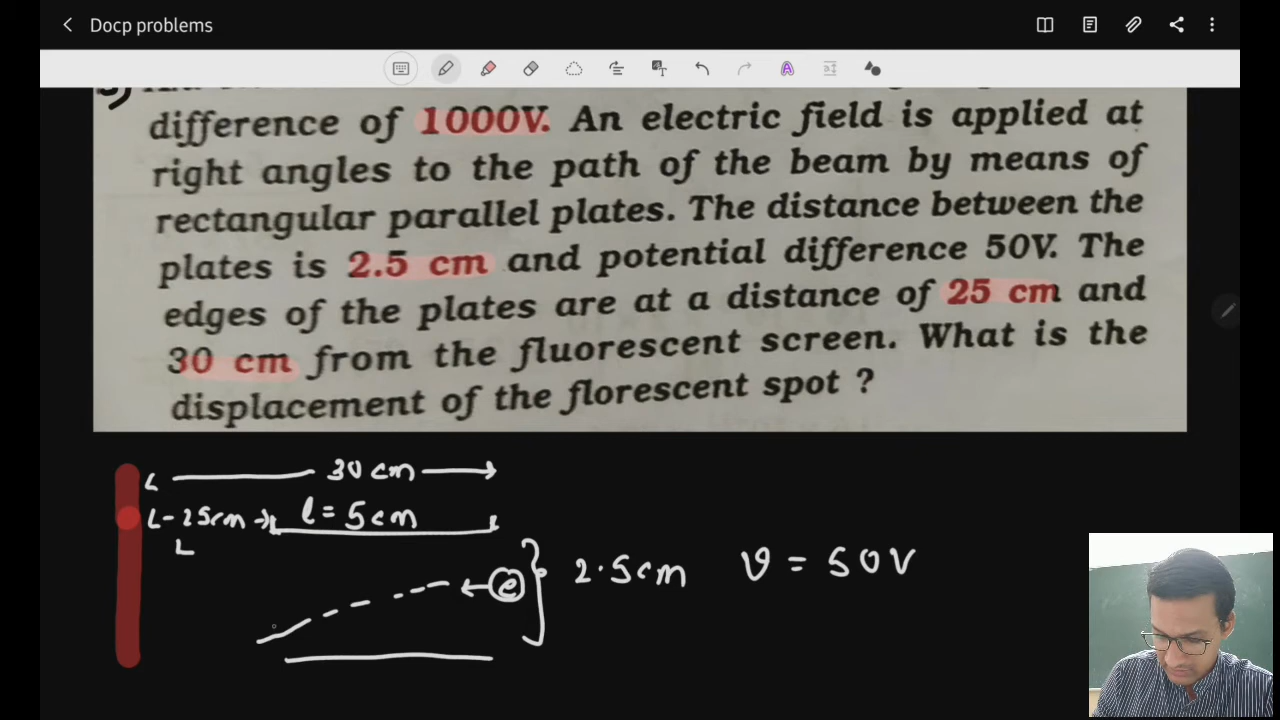 Docp problems
difference of 1000V. An electric field is applied at
right angles to the path of the beam by means of
rectangular parallel plates. The distance between the
plates is 2.5 cm and potential difference 50V. The
edges of the plates are at a distance of 25 cm and
30 cm from the fluorescent screen. What is the
displacement of the florescent spot ?
30 cm
25cm l = 5cm
L
e 2.5cm V = 50V